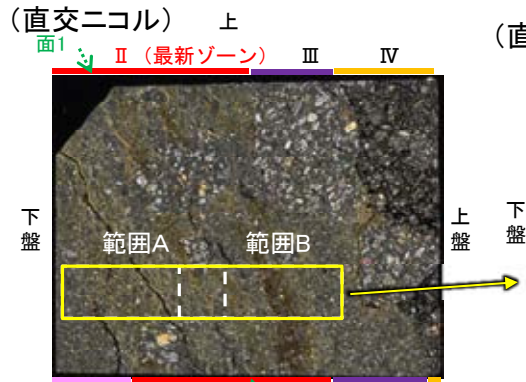 （直交ニコル） 上
（直
面1
Ⅱ（最新ゾーン） Ⅲ Ⅳ
下盤
上盤
下盤
範囲A 範囲B